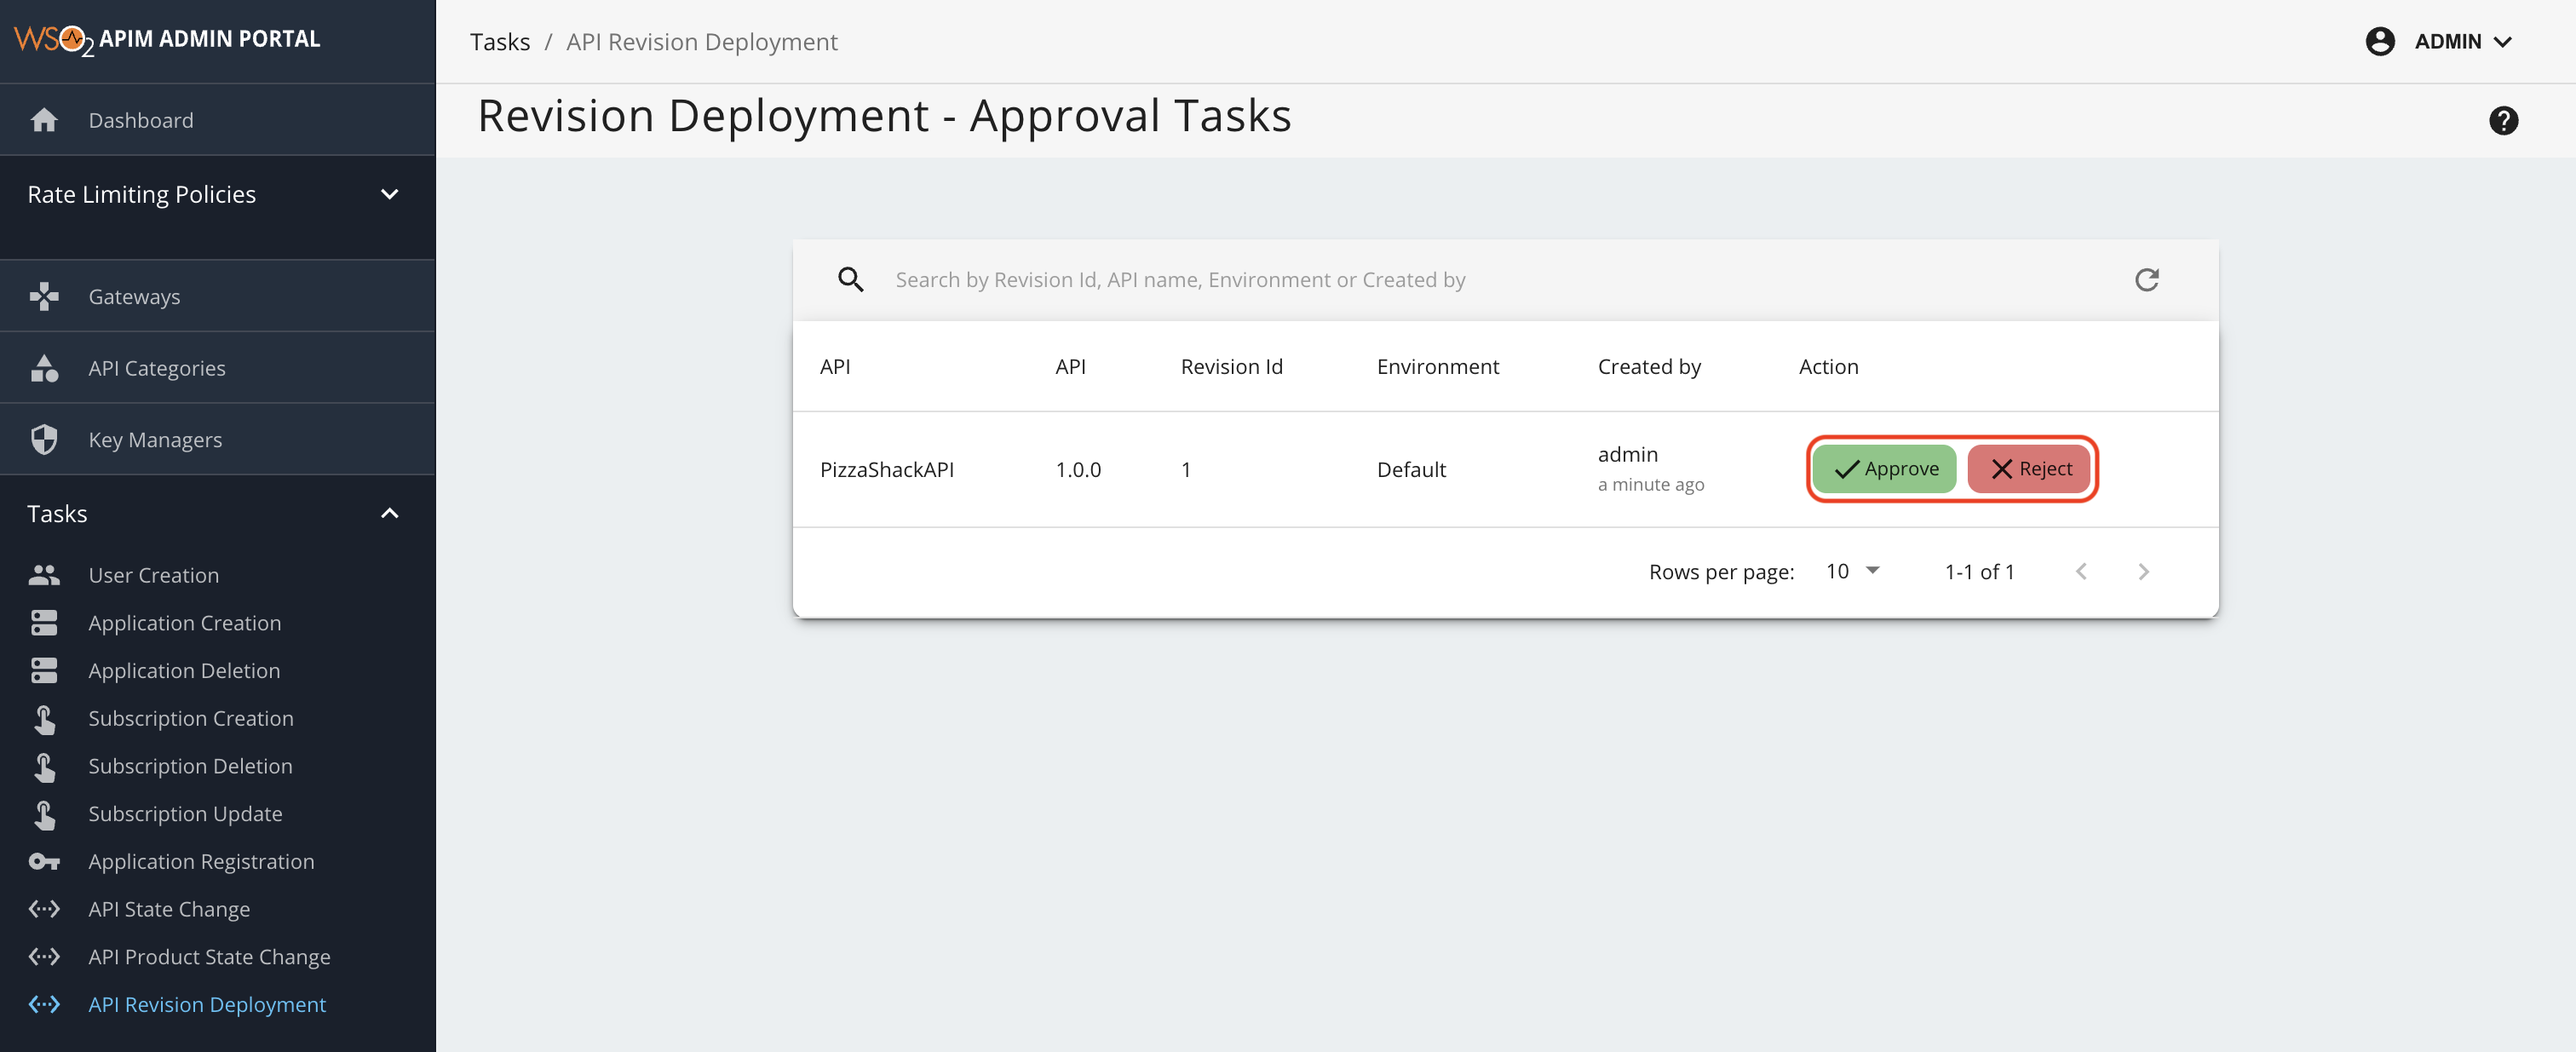 WSO2 APIM ADMIN PORTAL
Dashboard
Rate Limiting Policies
Gateways
API Categories
Key Managers
Tasks
User Creation
Application Creation
Application Deletion
Subscription Creation
Subscription Deletion
Subscription Update
Application Registration
API State Change
API Product State Change
API Revision Deployment
Tasks / API Revision Deployment
ADMIN
Revision Deployment - Approval Tasks
?
Search by Revision Id, API name, Environment or Created by
API API Revision Id Environment Created by Action
PizzaShackAPI 1.0.0 1 Default admin Approve Reject
a minute ago
Rows per page: 10 1-1 of 1